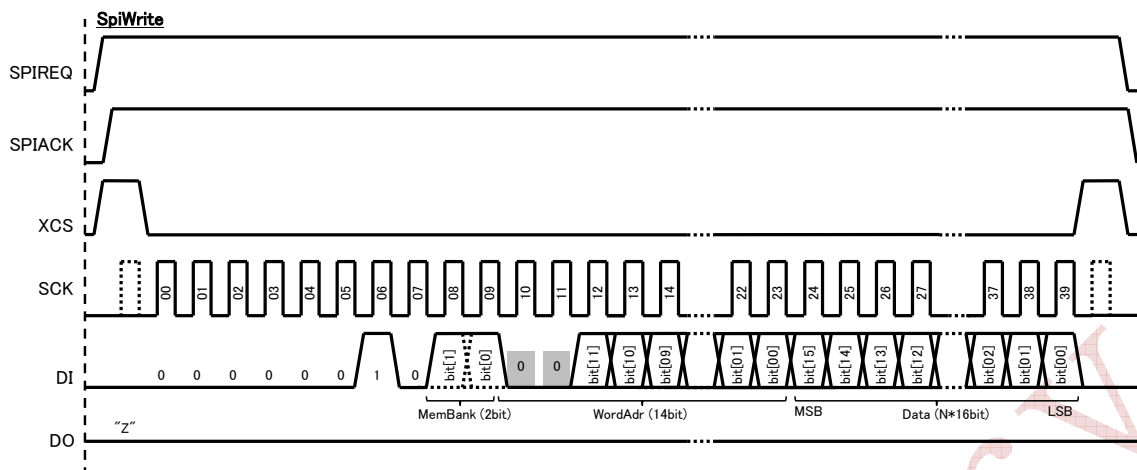 SpiWrite
SPIREQ
SPIACK
XCS
SCK
00 01 02 03 04 05 06 07 08 09 10 11 12 13 14 22 23 24 25 26 27 37 38 39
DI
0 0 0 0 0 0 1 0 bit[1] bit[0] 0 0 bit[11] bit[10] bit[09] bit[01] bit[00] bit[15] bit[14] bit[13] bit[12] bit[02] bit[01] bit[00]
MemBank (2bit) WordAdr (14bit) MSB Data (N*16bit) LSB
DO "Z"